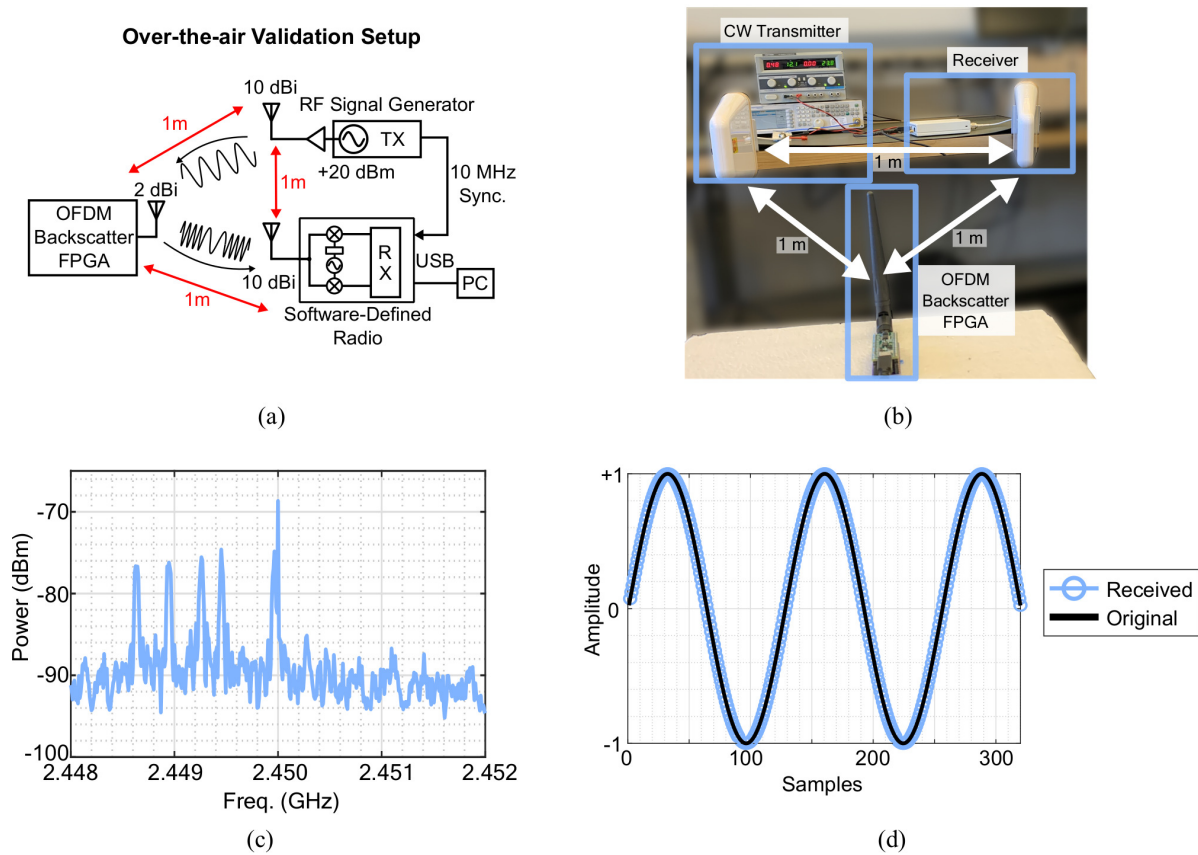 Over-the-air Validation Setup
10 dBi
RF Signal Generator
1m
TX
+20 dBm
2 dBi
1m
10 MHz
Sync.
OFDM
Backscatter
FPGA
R
X
USB
PC
10 dBi
1m
Software-Defined
Radio
(a)
CW Transmitter
Receiver
1 m
1 m
1 m
OFDM
Backscatter
FPGA
(b)
-70
-80
-90
-100
Power (dBm)
2.448
2.449
2.450
2.451
2.452
Freq. (GHz)
(c)
+1
0
-1
Amplitude
0
100
200
300
Samples
Received
Original
(d)